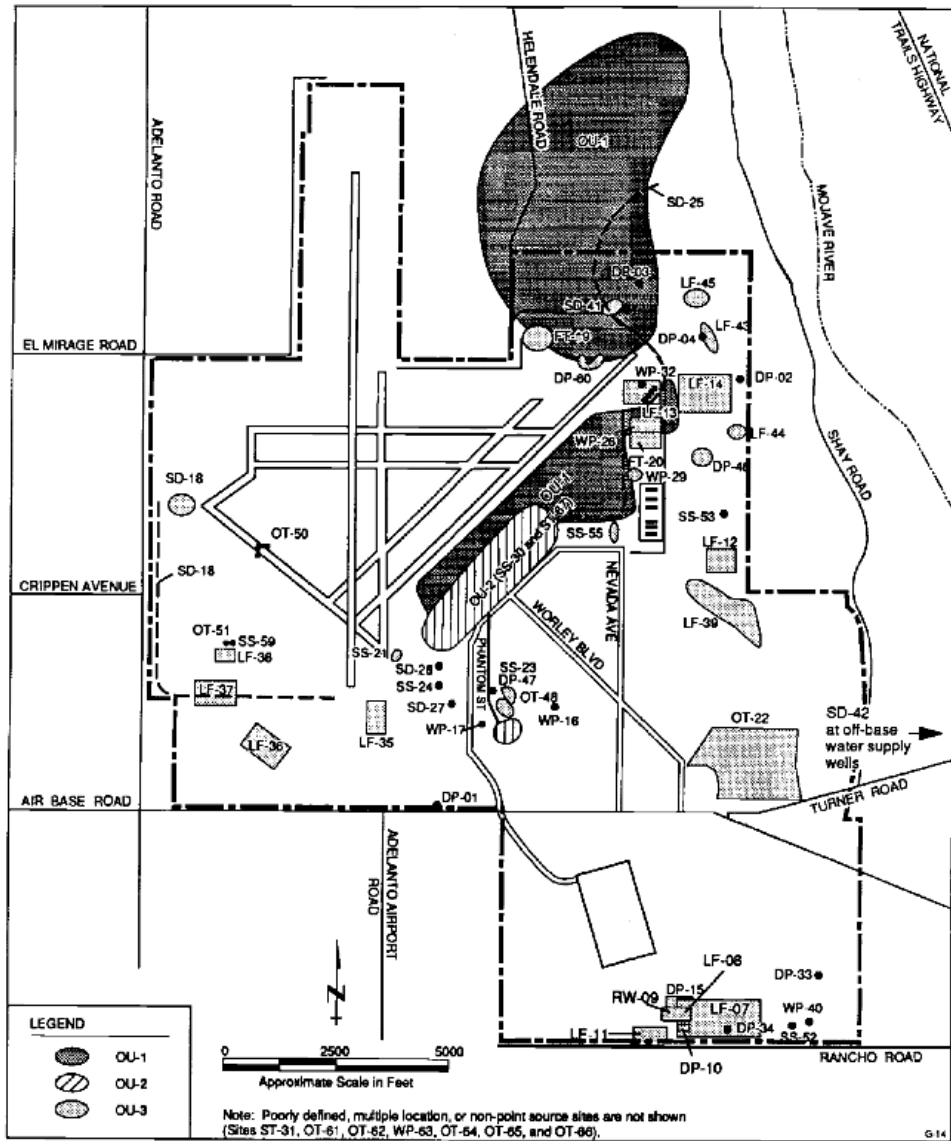 NATIONAL
TRAILS HIGHWAY
HELENDALE ROAD
ADELANTO ROAD
OU-1
SD-25
MOJAVE RIVER
DP-03
LF-45
SD-41
LF-43
EL MIRAGE ROAD
FT-19
DP-04
DP-60
WP-32
LF-14
DP-02
LF-13
WP-26
LF-44
SHAY ROAD
FT-20
SD-18
OU-1
WP-29
OT-50
SS-53
SS-55
OU-2 (SS-30 and
LF-12
SD-18
CRIPPEN AVENUE
NEVADA AVE
WORLEY BLVD
LF-39
OT-51
SS-59
SS-21
PHANTOM ST
SS-23
SD-28
DP-47
SS-24
OT-48
LF-37
SD-27
WP-16
OT-22
SD-42
at off-base
water supply
wells
WP-17
LF-35
LF-36
AIR BASE ROAD
DP-01
TURNER ROAD
ADELANTO AIRPORT
ROAD
LF-08
DP-33
DP-15
RW-09
LF-07
WP-40
LF-11
DP-34
SS-52
RANCHO ROAD
DP-10
N
LEGEND
OU-1
OU-2
OU-3
0 2500 5000
Approximate Scale in Feet
Note: Poorly defined, multiple location, or non-point source sites are not shown
(Sites ST-31, OT-61, OT-62, WP-63, OT-64, OT-65, and OT-66).
G-14